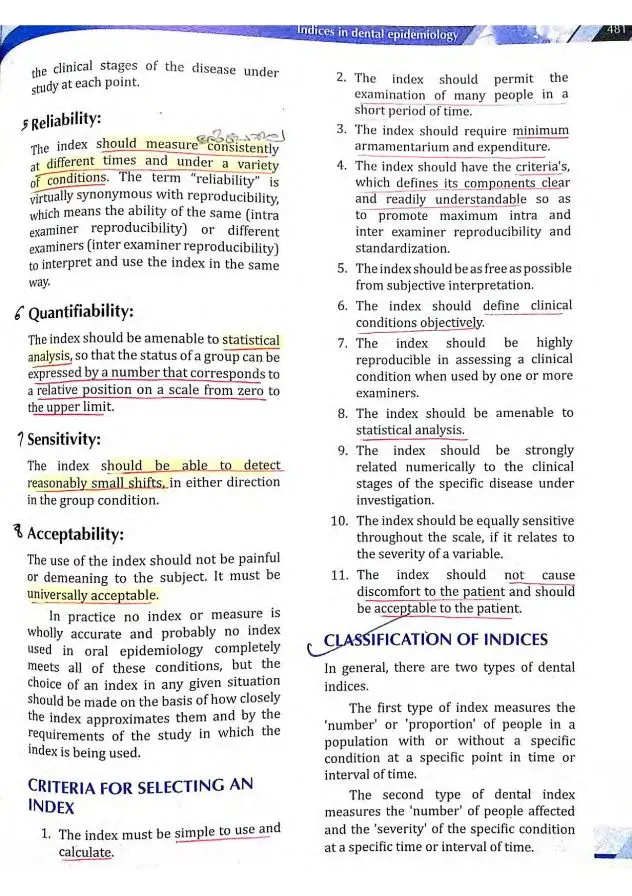 Indices in dental epidemiology
481
the clinical stages of the disease under
study at each point.
5 Reliability:
The index should measure consistently
at different times and under a variety
of conditions. The term "reliability" is
virtually synonymous with reproducibility,
which means the ability of the same (intra
examiner reproducibility) or different
examiners (inter examiner reproducibility)
to interpret and use the index in the same
way.
6 Quantifiability:
The index should be amenable to statistical
analysis, so that the status of a group can be
expressed by a number that corresponds to
a relative position on a scale from zero to
the upper limit.
7 Sensitivity:
The index should be able to detect
reasonably small shifts, in either direction
in the group condition.
8 Acceptability:
The use of the index should not be painful
or demeaning to the subject. It must be
universally acceptable.
In practice no index or measure is
wholly accurate and probably no index
used in oral epidemiology completely
meets all of these conditions, but the
choice of an index in any given situation
should be made on the basis of how closely
the index approximates them and by the
requirements of the study in which the
index is being used.
CRITERIA FOR SELECTING AN
INDEX
1. The index must be simple to use and
calculate.
2. The index should permit the
examination of many people in a
short period of time.
3. The index should require minimum
armamentarium and expenditure.
4. The index should have the criteria's,
which defines its components clear
and readily understandable so as
to promote maximum intra and
inter examiner reproducibility and
standardization.
5. The index should be as free as possible
from subjective interpretation.
6. The index should define clinical
conditions objectively.
7. The index should be highly
reproducible in assessing a clinical
condition when used by one or more
examiners.
8. The index should be amenable to
statistical analysis.
9. The index should be strongly
related numerically to the clinical
stages of the specific disease under
investigation.
10. The index should be equally sensitive
throughout the scale, if it relates to
the severity of a variable.
11. The index should not cause
discomfort to the patient and should
be acceptable to the patient.
CLASSIFICATION OF INDICES
In general, there are two types of dental
indices.
The first type of index measures the
'number' or 'proportion' of people in a
population with or without a specific
condition at a specific point in time or
interval of time.
The second type of dental index
measures the 'number' of people affected
and the 'severity' of the specific condition
at a specific time or interval of time.